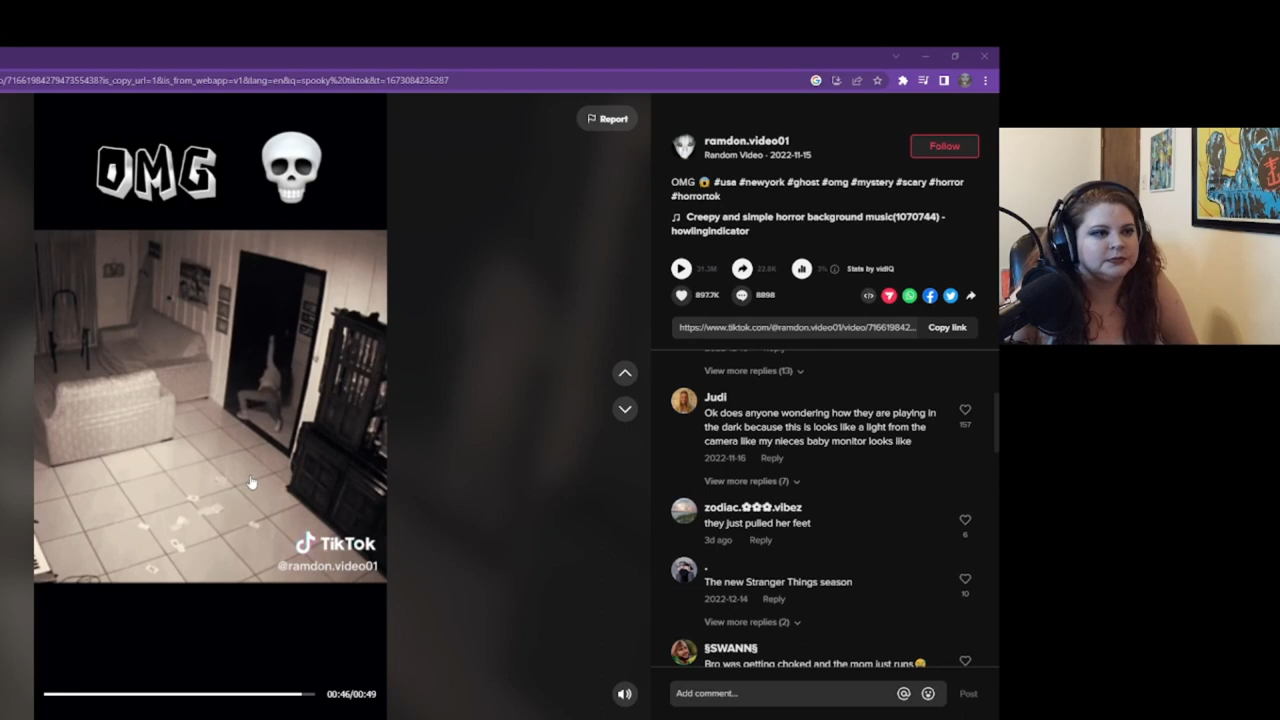 o/7166198427947355438?is_copy_url=1&is_from_webapp=v1&lang=en&q=spooky%20tiktok&t=1673084236287
OMG
TikTok
@ramdon.video01
00:46/00:49
Report
ramdon.video01
Random Video · 2022-11-15
Follow
OMG 😱 #usa #newyork #ghost #omg #mystery #scary #horror
#horrortok
♫ Creepy and simple horror background music(1070744) -
howlingindicator
31.3M
22.8K
3%
Stats by vidIQ
897.7K
8898
https://www.tiktok.com/@ramdon.video01/video/716619842...
Copy link
View more replies (13)
Judi
Ok does anyone wondering how they are playing in
the dark because this is looks like a light from the
camera like my nieces baby monitor looks like
157
2022-11-16 Reply
View more replies (7)
zodiac.✿✿✿.vibez
they just pulled her feet
6
3d ago Reply
.
The new Stranger Things season
10
2022-12-14 Reply
View more replies (2)
§SWANN§
Bro was getting choked and the mom just runs😂
Add comment...
Post